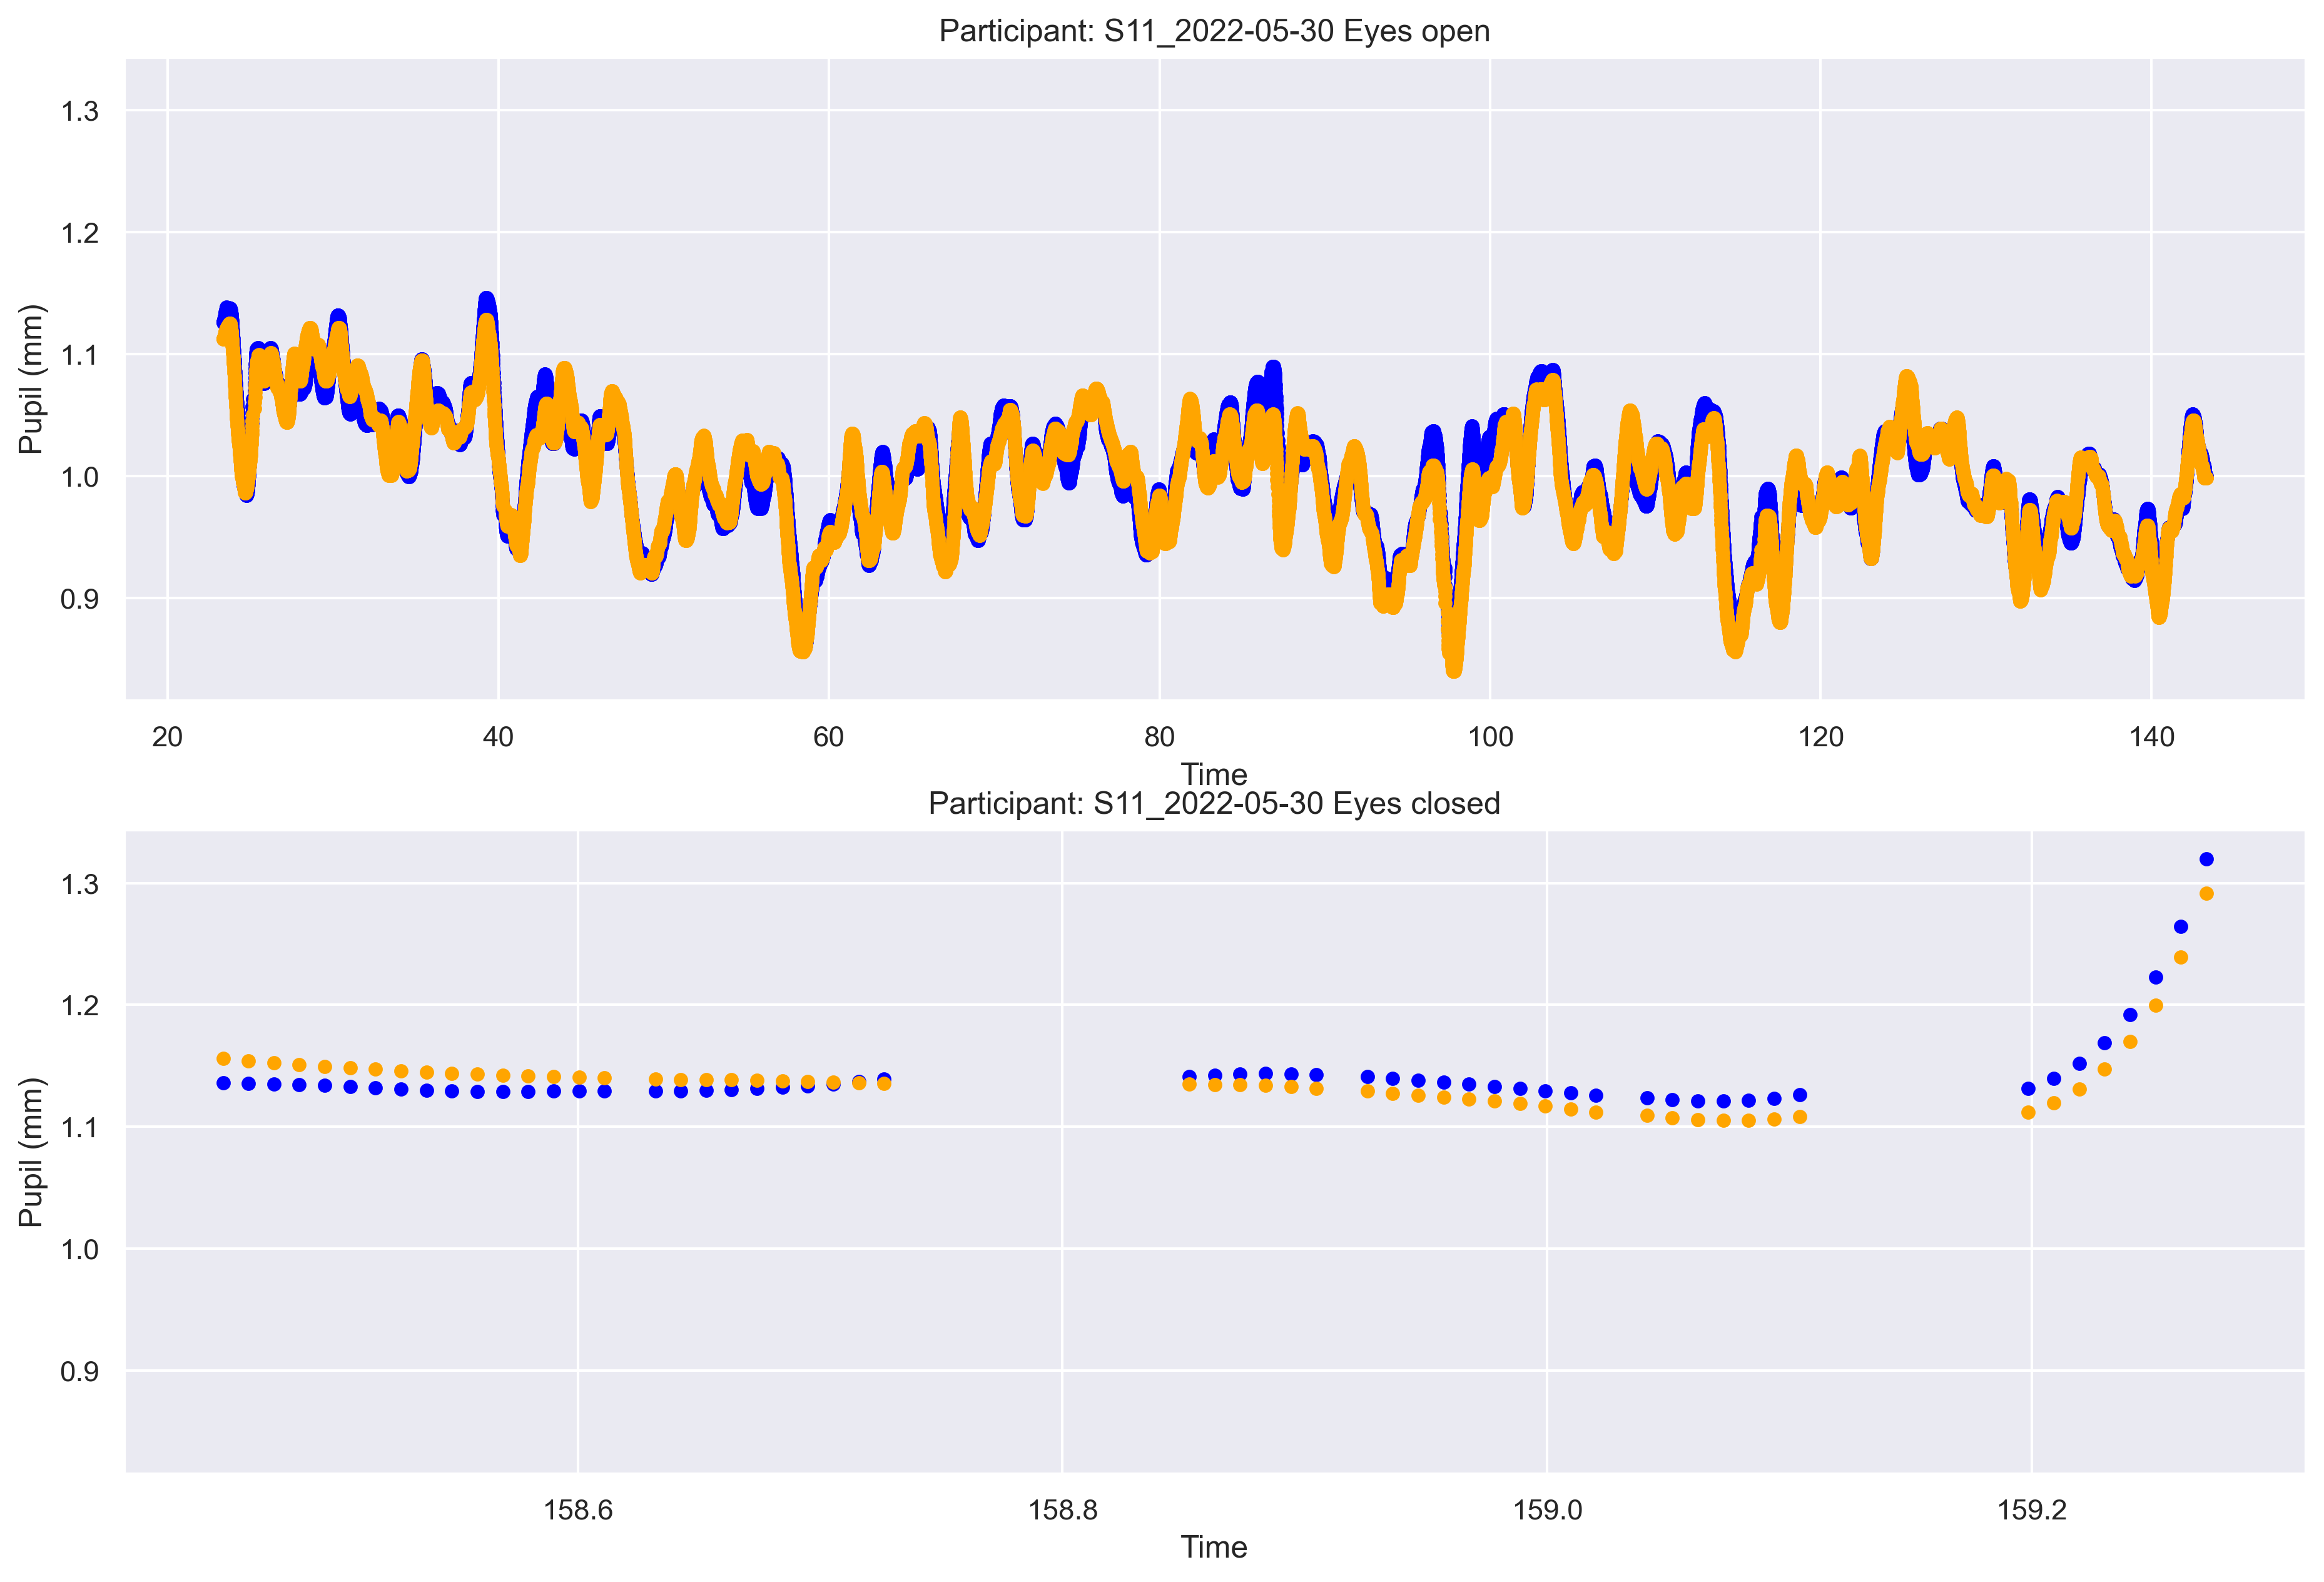 Participant: S11_2022-05-30 Eyes open
Pupil (mm)
1.3
1.2
1.1
1.0
0.9
20 40 60 80 100 120 140
Time
Participant: S11_2022-05-30 Eyes closed
Pupil (mm)
1.3
1.2
1.1
1.0
0.9
158.6 158.8 159.0 159.2
Time